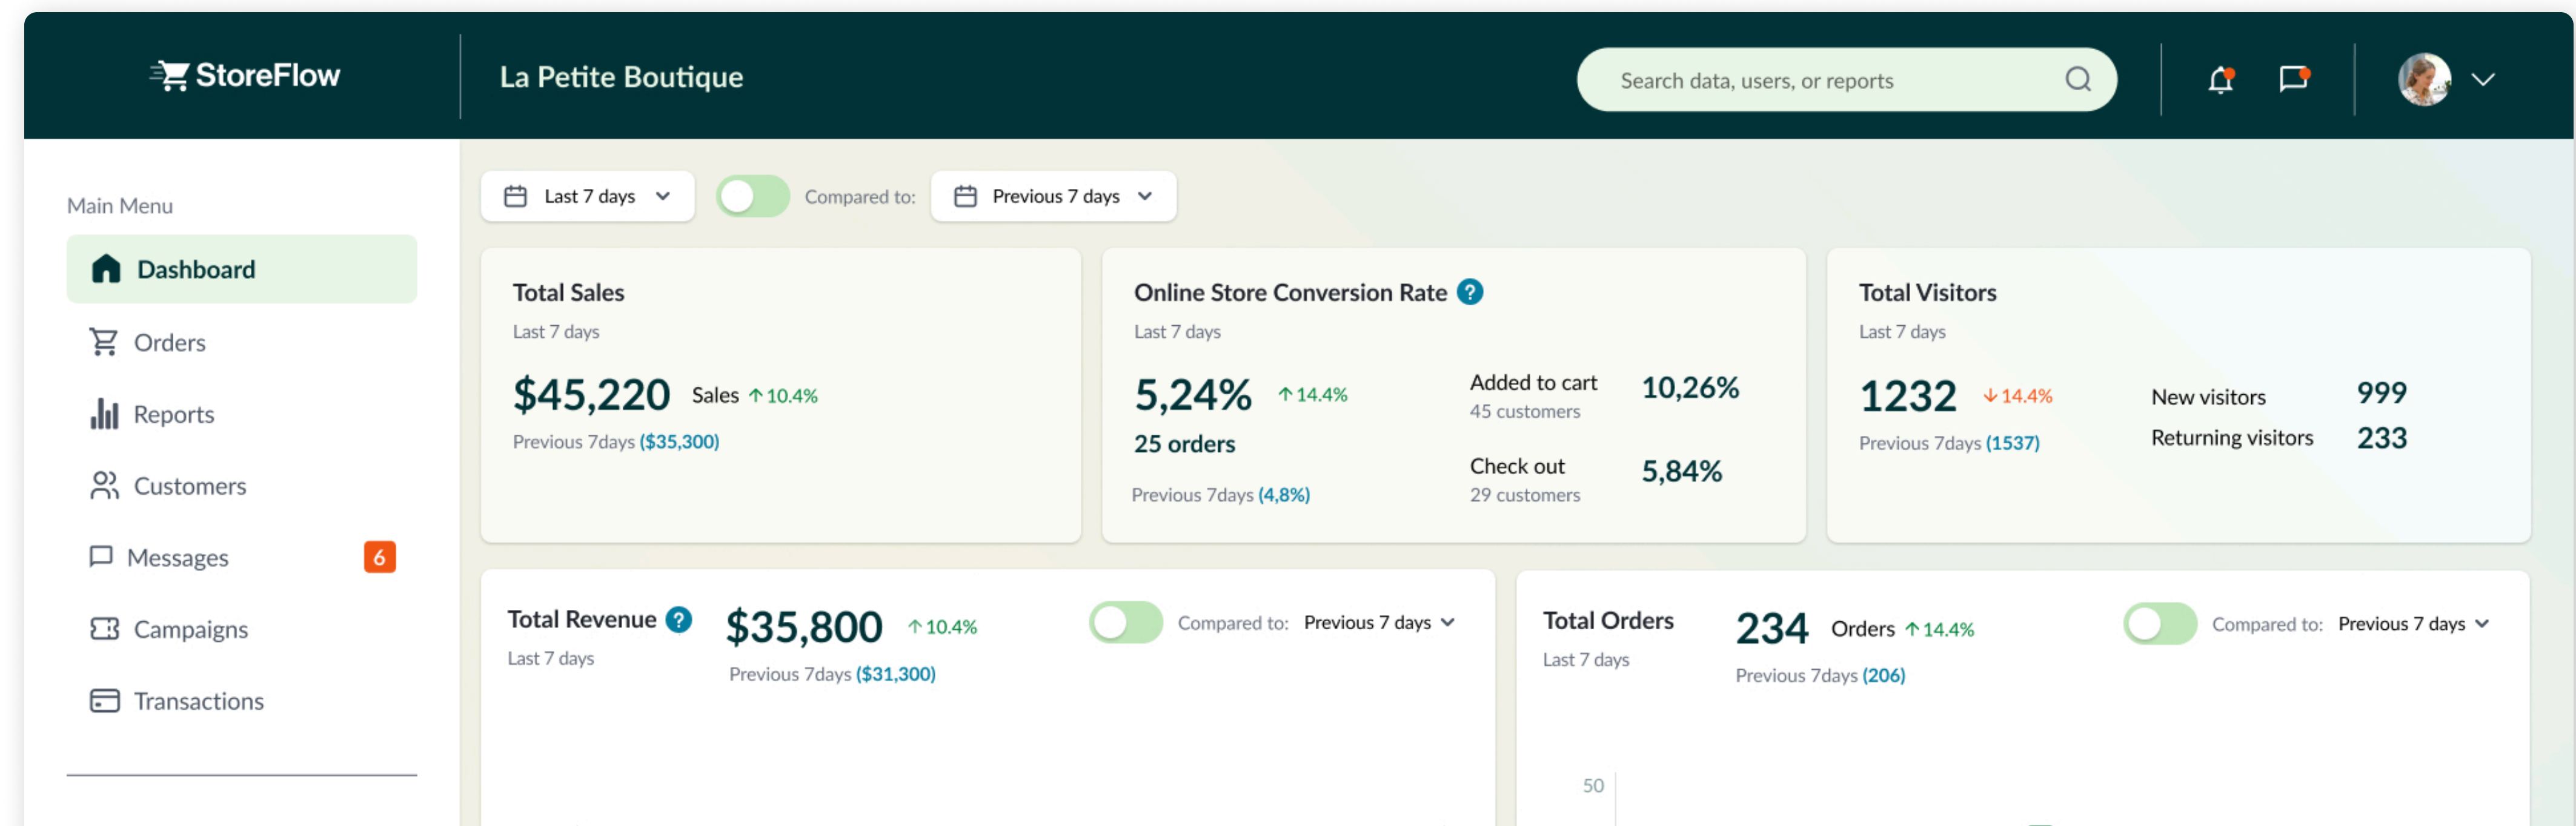 StoreFlow
La Petite Boutique
Search data, users, or reports
Main Menu
Dashboard
Orders
Reports
Customers
Messages 6
Campaigns
Transactions
Last 7 days
Compared to:
Previous 7 days
Total Sales
Last 7 days
$45,220 Sales ↑10.4%
Previous 7days ($35,300)
Online Store Conversion Rate ?
Last 7 days
5,24% ↑14.4%
25 orders
Previous 7days (4,8%)
Added to cart 10,26%
45 customers
Check out 5,84%
29 customers
Total Visitors
Last 7 days
1232 ↓14.4%
Previous 7days (1537)
New visitors 999
Returning visitors 233
Total Revenue ?
Last 7 days
$35,800 ↑10.4%
Previous 7days ($31,300)
Compared to: Previous 7 days
Total Orders
Last 7 days
234 Orders ↑14.4%
Previous 7days (206)
Compared to: Previous 7 days
50